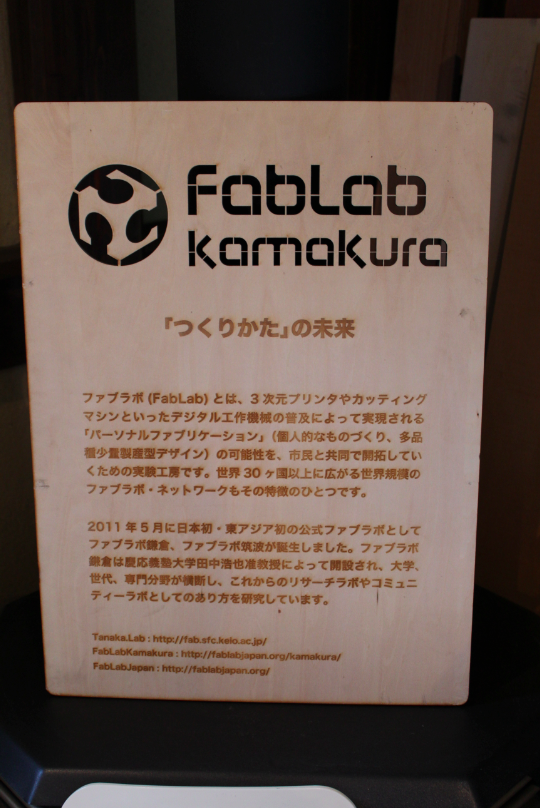 FabLab
kamakura
「つくりかた」の未来
ファブラボ (FabLab) とは、3 次元プリンタやカッティング
マシンといったデジタル工作機械の普及によって実現される
「パーソナルファブリケーション」（個人的なものづくり、多品
種少量製産型デザイン）の可能性を、市民と共同で開拓してい
くための実験工房です。世界 30 ヶ国以上に広がる世界規模の
ファブラボ・ネットワークもその特徴のひとつです。
2011 年 5 月に日本初・東アジア初の公式ファブラボとして
ファブラボ鎌倉、ファブラボ筑波が誕生しました。ファブラボ
鎌倉は慶応義塾大学田中浩也准教授によって開設され、大学、
世代、専門分野が横断し、これからのリサーチラボやコミュニ
ティーラボとしてのあり方を研究しています。
Tanaka.Lab : http://fab.sfc.keio.ac.jp/
FabLabKamakura : http://fablabjapan.org/kamakura/
FabLabJapan : http://fablabjapan.org/